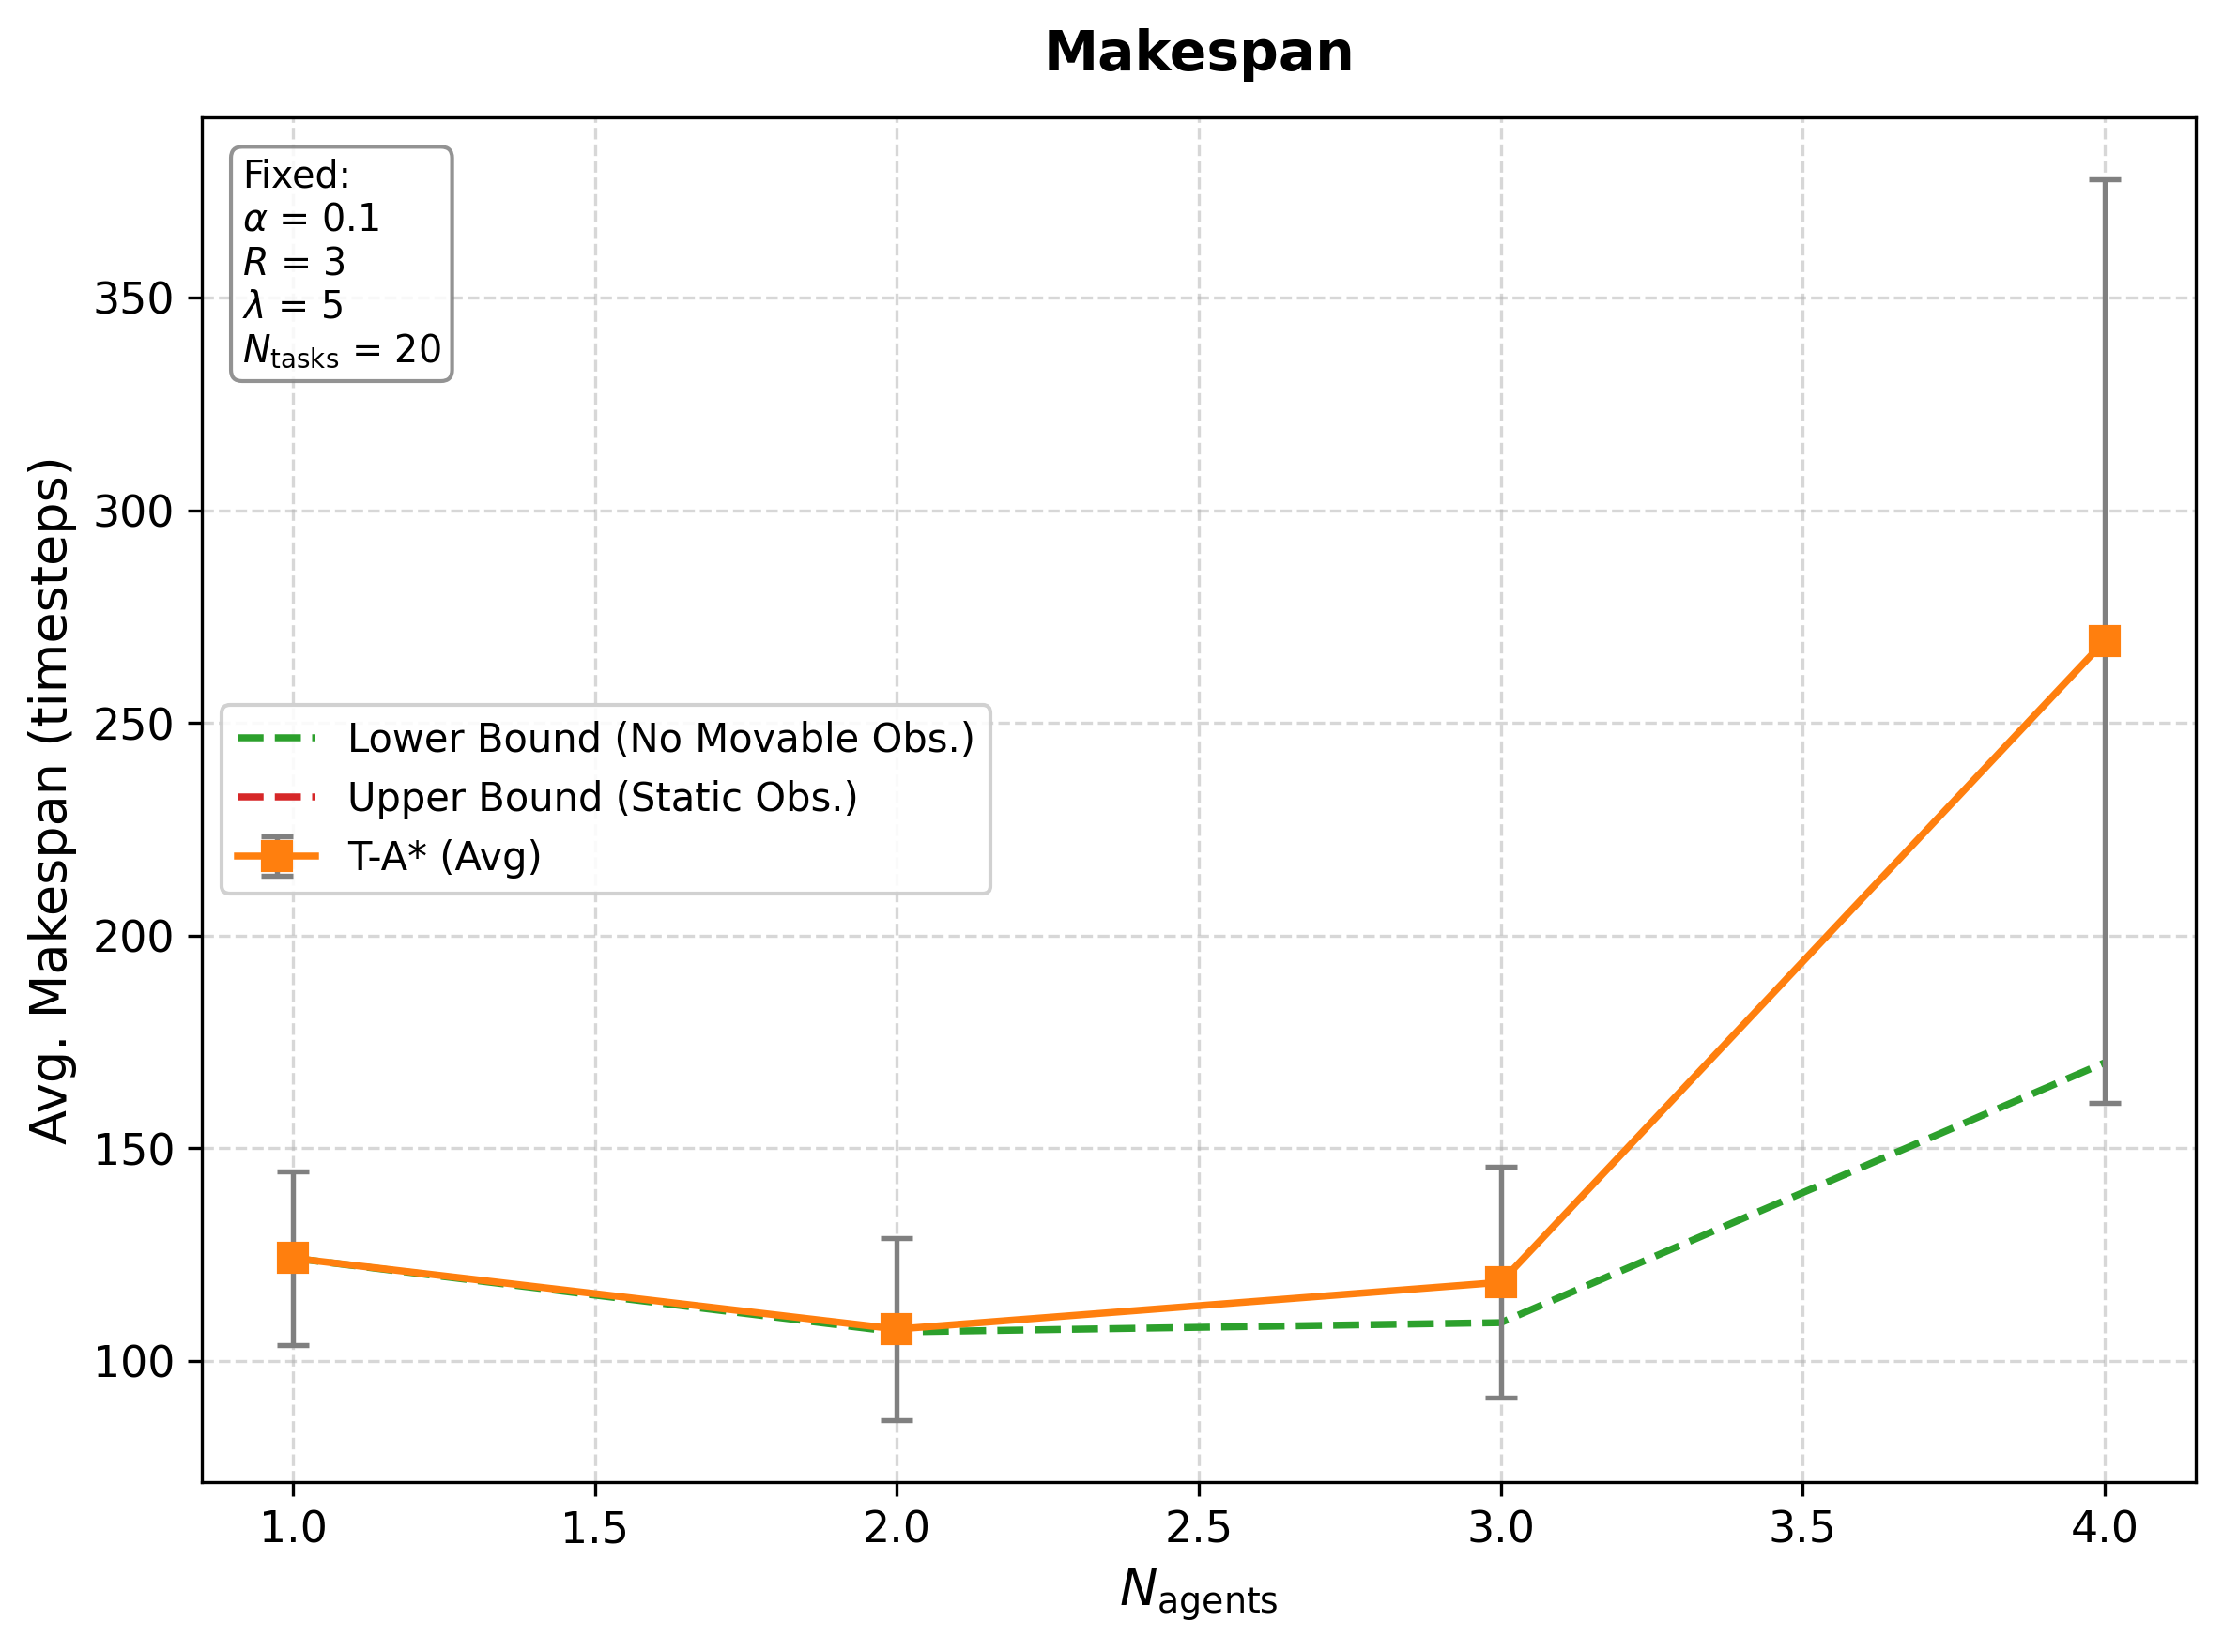 Makespan
Fixed:
α = 0.1
R = 3
λ = 5
N_tasks = 20
Avg. Makespan (timesteps)
350
300
250
200
150
100
Lower Bound (No Movable Obs.)
Upper Bound (Static Obs.)
T-A* (Avg)
1.0 1.5 2.0 2.5 3.0 3.5 4.0
N_agents